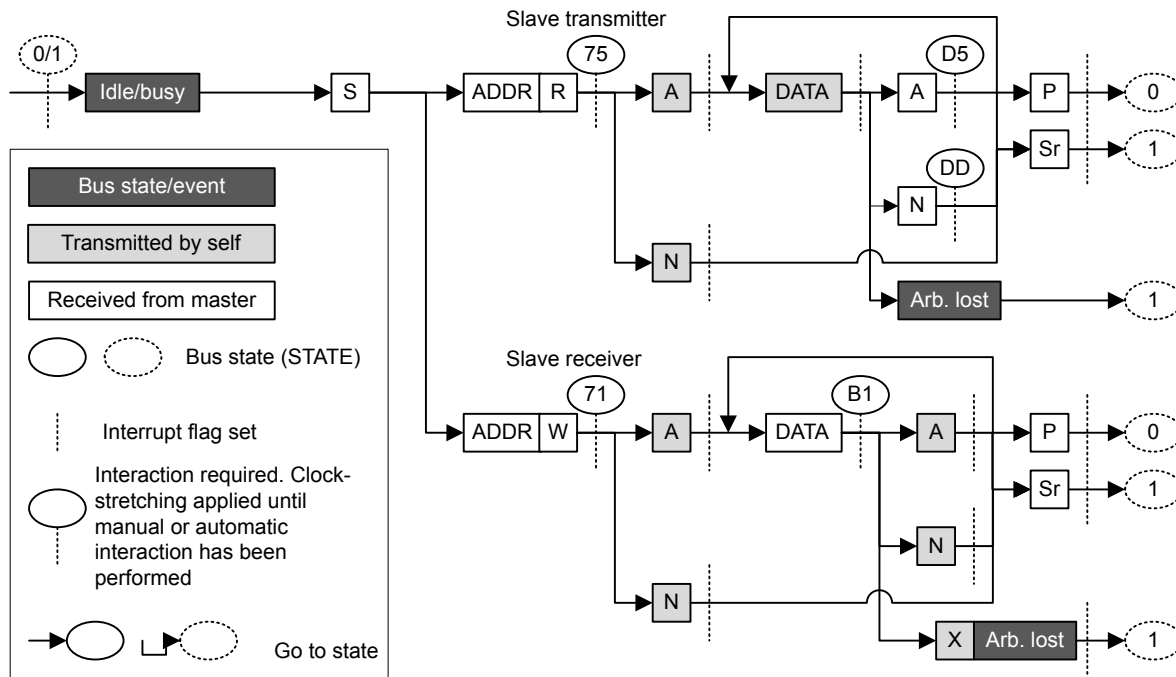 Slave transmitter
0/1
75
D5
Idle/busy
S
ADDR R
A
DATA
A
P
0
Sr
1
DD
N
N
Arb. lost
1
Bus state/event
Transmitted by self
Received from master
Bus state (STATE)
Interrupt flag set
Interaction required. Clock-
stretching applied until
manual or automatic
interaction has been
performed
Go to state
Slave receiver
71
B1
ADDR W
A
DATA
A
P
0
Sr
1
N
N
X Arb. lost
1